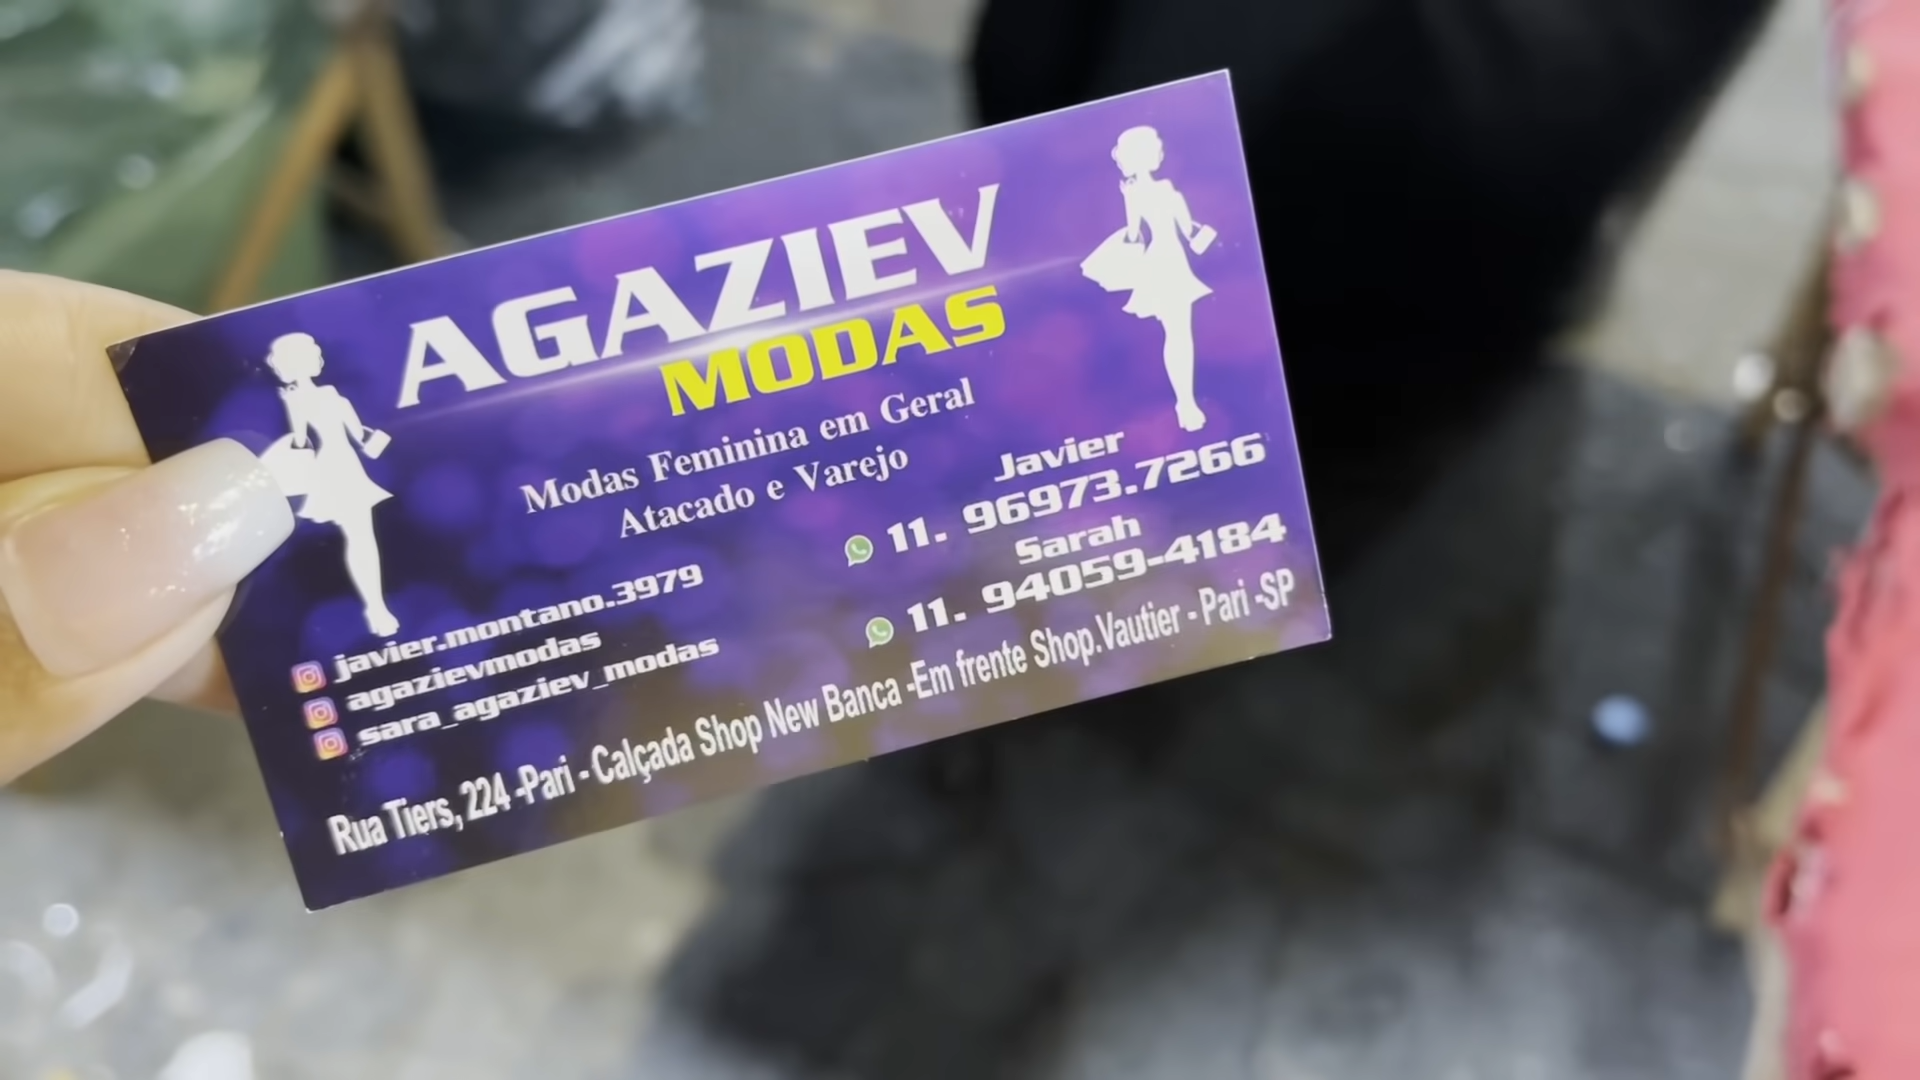 AGAZIEV
MODAS
Modas Feminina em Geral
Atacado e Varejo
Javier
11. 96973.7266
Sarah
11. 94059-4184
javier.montano.3979
agazievmodas
sara_agaziev_modas
Rua Tiers, 224 -Pari - Calçada Shop New Banca -Em frente Shop.Vautier - Pari -SP